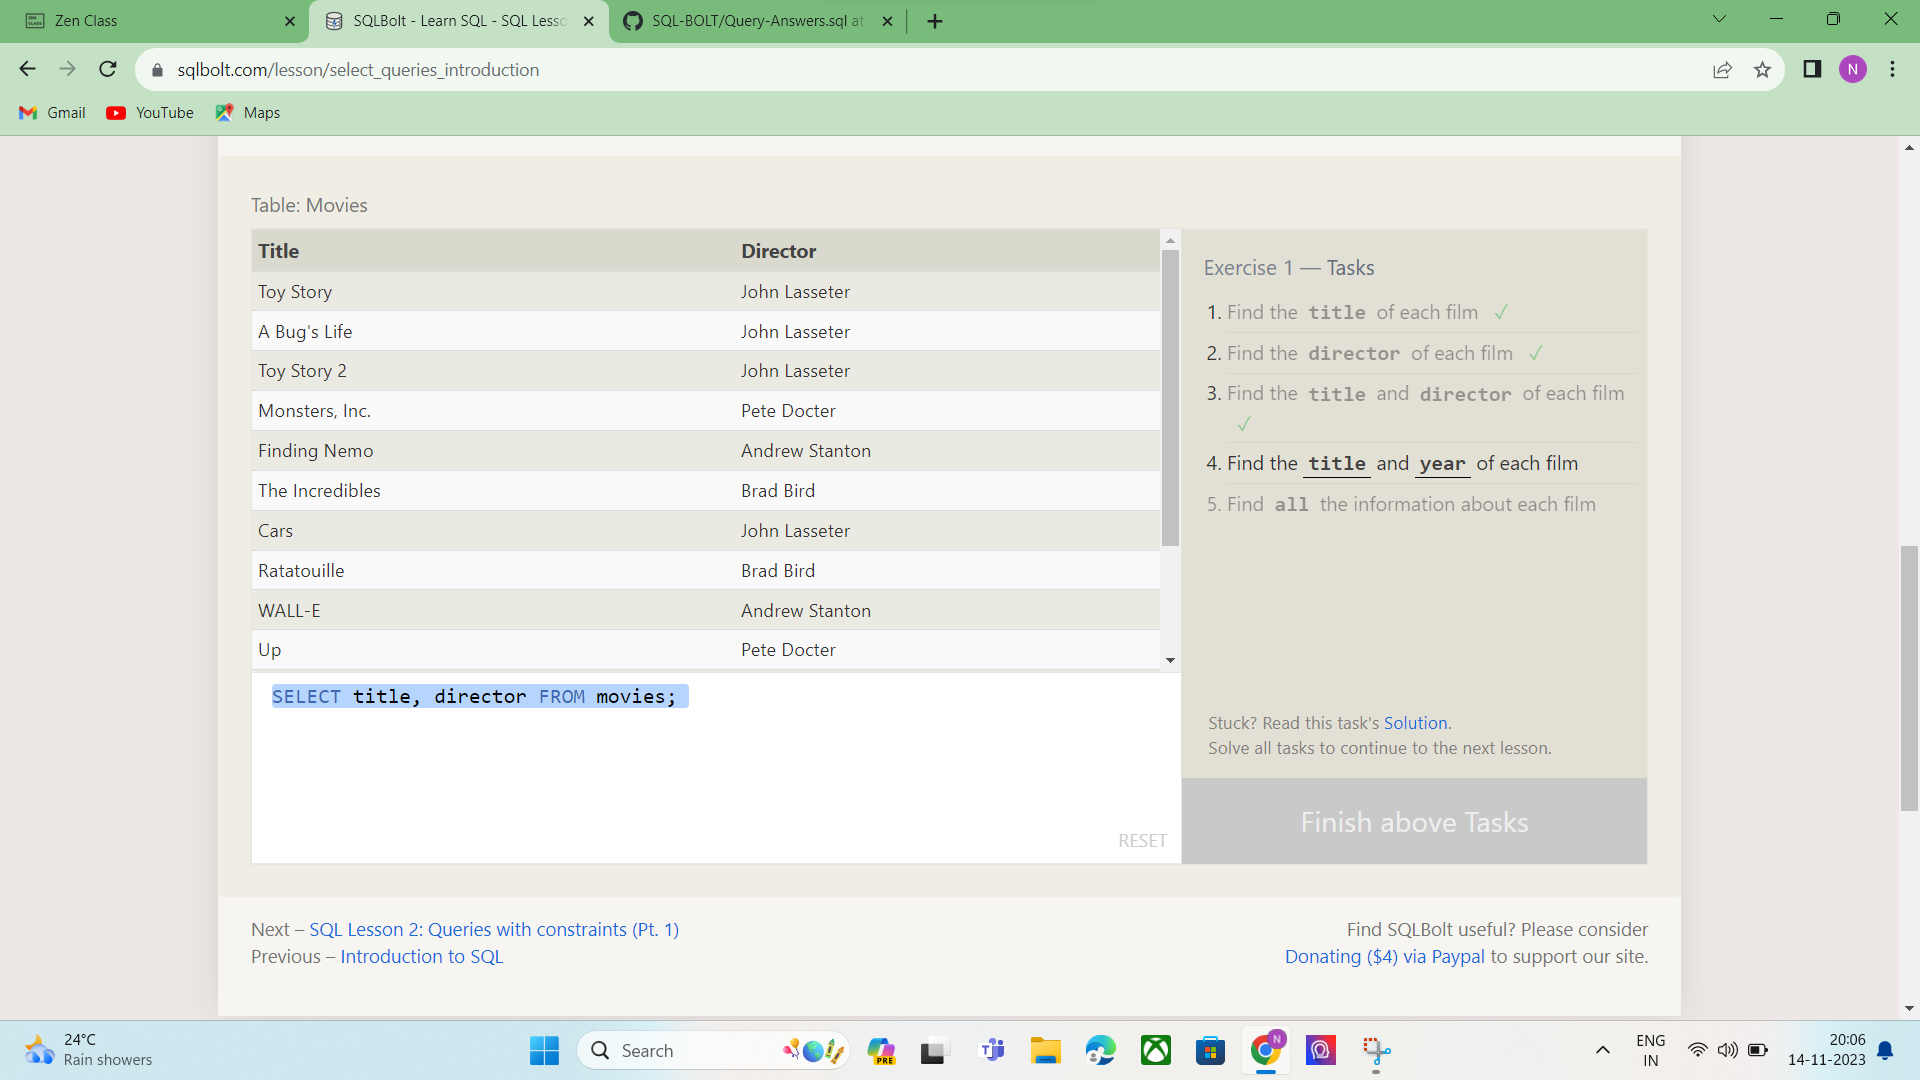 Zen Class
SQLBolt - Learn SQL - SQL Lesso
SQL-BOLT/Query-Answers.sql at
sqlbolt.com/lesson/select_queries_introduction
N
Gmail
YouTube
Maps
Table: Movies
Title Director
Toy Story John Lasseter
A Bug's Life John Lasseter
Toy Story 2 John Lasseter
Monsters, Inc. Pete Docter
Finding Nemo Andrew Stanton
The Incredibles Brad Bird
Cars John Lasseter
Ratatouille Brad Bird
WALL-E Andrew Stanton
Up Pete Docter
SELECT title, director FROM movies;
RESET
Exercise 1 — Tasks
1. Find the title of each film ✓
2. Find the director of each film ✓
3. Find the title and director of each film
✓
4. Find the title and year of each film
5. Find all the information about each film
Stuck? Read this task's Solution.
Solve all tasks to continue to the next lesson.
Finish above Tasks
Next – SQL Lesson 2: Queries with constraints (Pt. 1)
Previous – Introduction to SQL
Find SQLBolt useful? Please consider
Donating ($4) via Paypal to support our site.
24°C
Rain showers
Search
PRE
N
ENG
IN
20:06
14-11-2023